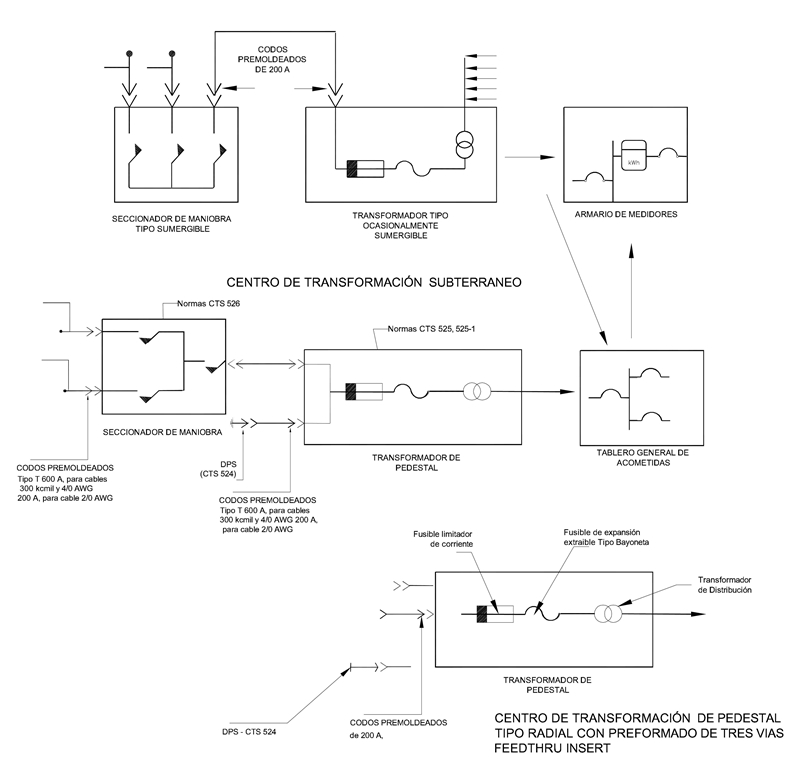 CODOS
PREMOLDEADOS
DE 200 A
kWh
SECCIONADOR DE MANIOBRA
TIPO SUMERGIBLE
TRANSFORMADOR TIPO
OCASIONALMENTE
SUMERGIBLE
ARMARIO DE MEDIDORES
CENTRO DE TRANSFORMACIÓN SUBTERRANEO
Normas CTS 526
Normas CTS 525, 525-1
SECCIONADOR DE MANIOBRA
TRANSFORMADOR DE
PEDESTAL
TABLERO GENERAL DE
ACOMETIDAS
CODOS PREMOLDEADOS
Tipo T 600 A, para cables
300 kcmil y 4/0 AWG
200 A, para cable 2/0 AWG
DPS
(CTS 524)
CODOS PREMOLDEADOS
Tipo T 600 A, para cables
300 kcmil y 4/0 AWG 200 A,
para cable 2/0 AWG
Fusible limitador
de corriente
Fusible de expansión
extraible Tipo Bayoneta
Transformador
de Distribución
TRANSFORMADOR DE
PEDESTAL
DPS - CTS 524
CODOS PREMOLDEADOS
de 200 A,
CENTRO DE TRANSFORMACIÓN DE PEDESTAL
TIPO RADIAL CON PREFORMADO DE TRES VIAS
FEEDTHRU INSERT